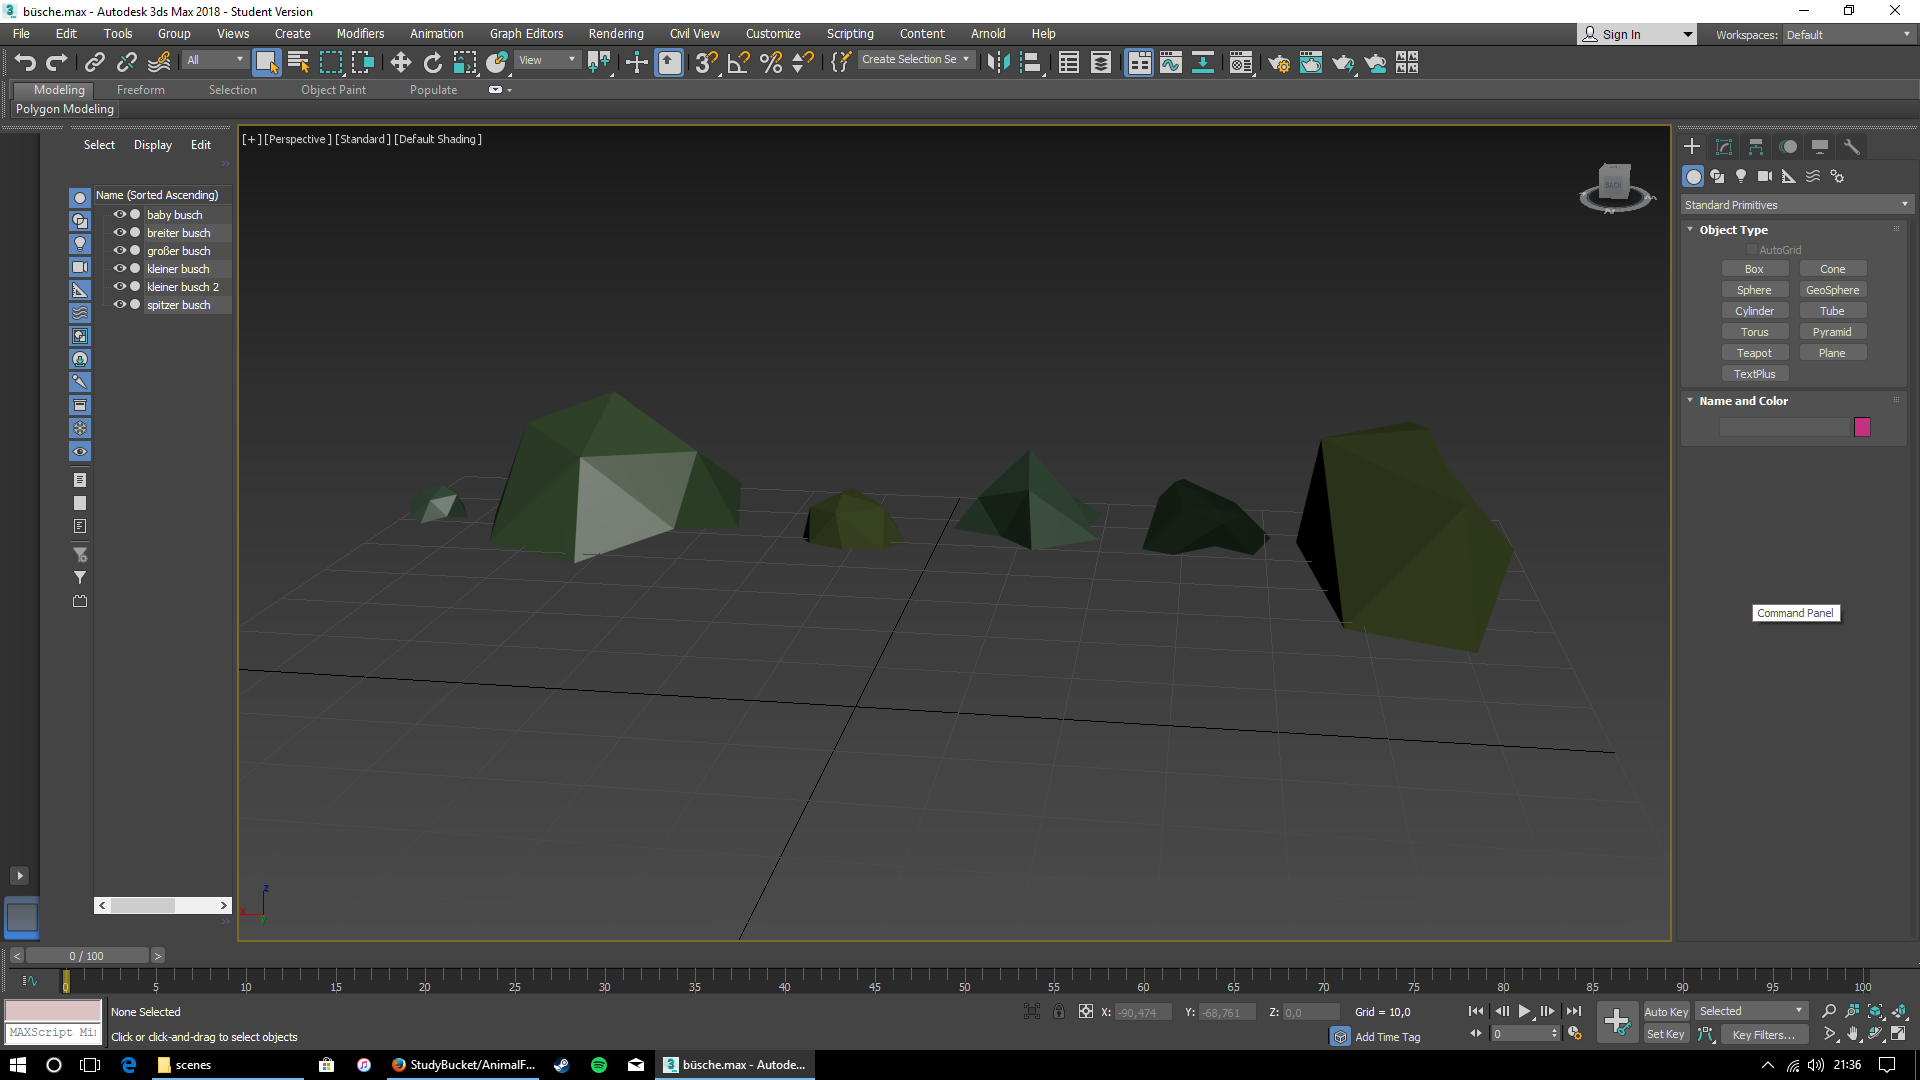 büsche.max - Autodesk 3ds Max 2018 - Student Version
File Edit Tools Group Views Create Modifiers Animation Graph Editors Rendering Civil View Customize Scripting Content Arnold Help
Sign In Workspaces: Default
All View Create Selection Se
Modeling Freeform Selection Object Paint Populate
Polygon Modeling
Select Display Edit
[+] [Perspective] [Standard] [Default Shading]
Name (Sorted Ascending)
baby busch
breiter busch
großer busch
kleiner busch
kleiner busch 2
spitzer busch
BACK
Standard Primitives
Object Type
AutoGrid
Box Cone
Sphere GeoSphere
Cylinder Tube
Torus Pyramid
Teapot Plane
TextPlus
Name and Color
Command Panel
z
x
y
0 / 100
0 5 10 15 20 25 30 35 40 45 50 55 60 65 70 75 80 85 90 95 100
None Selected
X: -90,474 Y: -68,761 Z: 0,0 Grid = 10,0
Auto Key Selected
MAXScript Mi
Click or click-and-drag to select objects
Add Time Tag
0
Set Key Key Filters...
scenes
StudyBucket/AnimalF...
büsche.max - Autode...
21:36